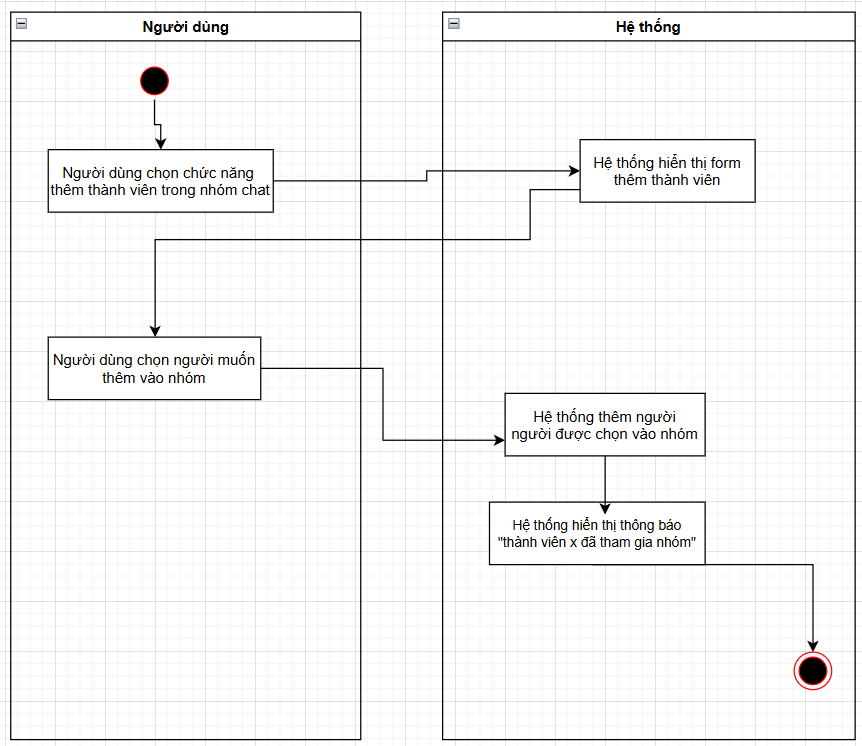 Người dùng
Hệ thống
Người dùng chọn chức năng
thêm thành viên trong nhóm chat
Hệ thống hiển thị form
thêm thành viên
Người dùng chọn người muốn
thêm vào nhóm
Hệ thống thêm người
người được chọn vào nhóm
Hệ thống hiển thị thông báo
"thành viên x đã tham gia nhóm"